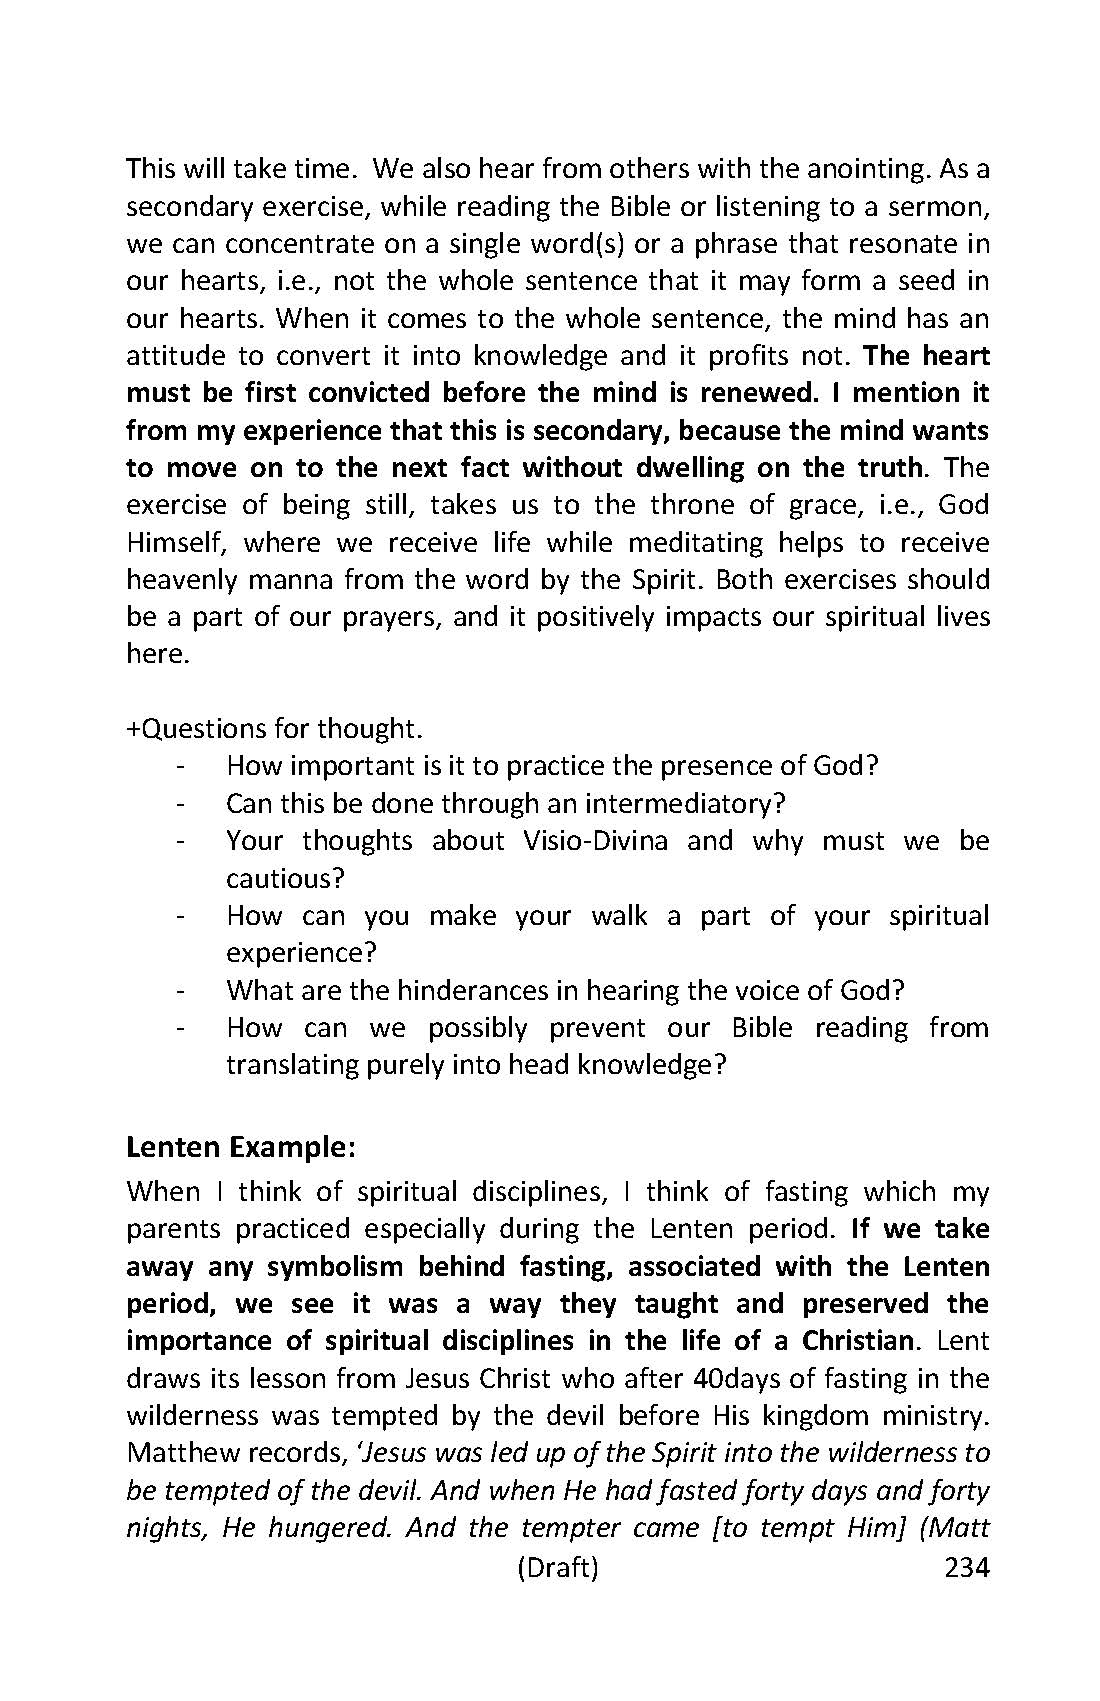 This will take time.  We also hear from others with the anointing. As a
secondary exercise, while reading the Bible or listening to a sermon,
we can concentrate on a single word(s) or a phrase that resonate in
our hearts, i.e., not the whole sentence that it may form a seed in
our hearts. When it comes to the whole sentence, the mind has an
attitude to convert it into knowledge and it profits not. The heart
must be first convicted before the mind is renewed. I mention it
from my experience that this is secondary, because the mind wants
to move on to the next fact without dwelling on the truth. The
exercise of being still, takes us to the throne of grace, i.e., God
Himself, where we receive life while meditating helps to receive
heavenly manna from the word by the Spirit. Both exercises should
be a part of our prayers, and it positively impacts our spiritual lives
here.
+Questions for thought.
- How important is it to practice the presence of God?
- Can this be done through an intermediatory?
- Your thoughts about Visio-Divina and why must we be
cautious?
- How can you make your walk a part of your spiritual
experience?
- What are the hinderances in hearing the voice of God?
- How can we possibly prevent our Bible reading from
translating purely into head knowledge?
Lenten Example:
When I think of spiritual disciplines, I think of fasting which my
parents practiced especially during the Lenten period. If we take
away any symbolism behind fasting, associated with the Lenten
period, we see it was a way they taught and preserved the
importance of spiritual disciplines in the life of a Christian. Lent
draws its lesson from Jesus Christ who after 40days of fasting in the
wilderness was tempted by the devil before His kingdom ministry.
Matthew records, ‘Jesus was led up of the Spirit into the wilderness to
be tempted of the devil. And when He had fasted forty days and forty
nights, He hungered. And the tempter came [to tempt Him] (Matt
(Draft) 234